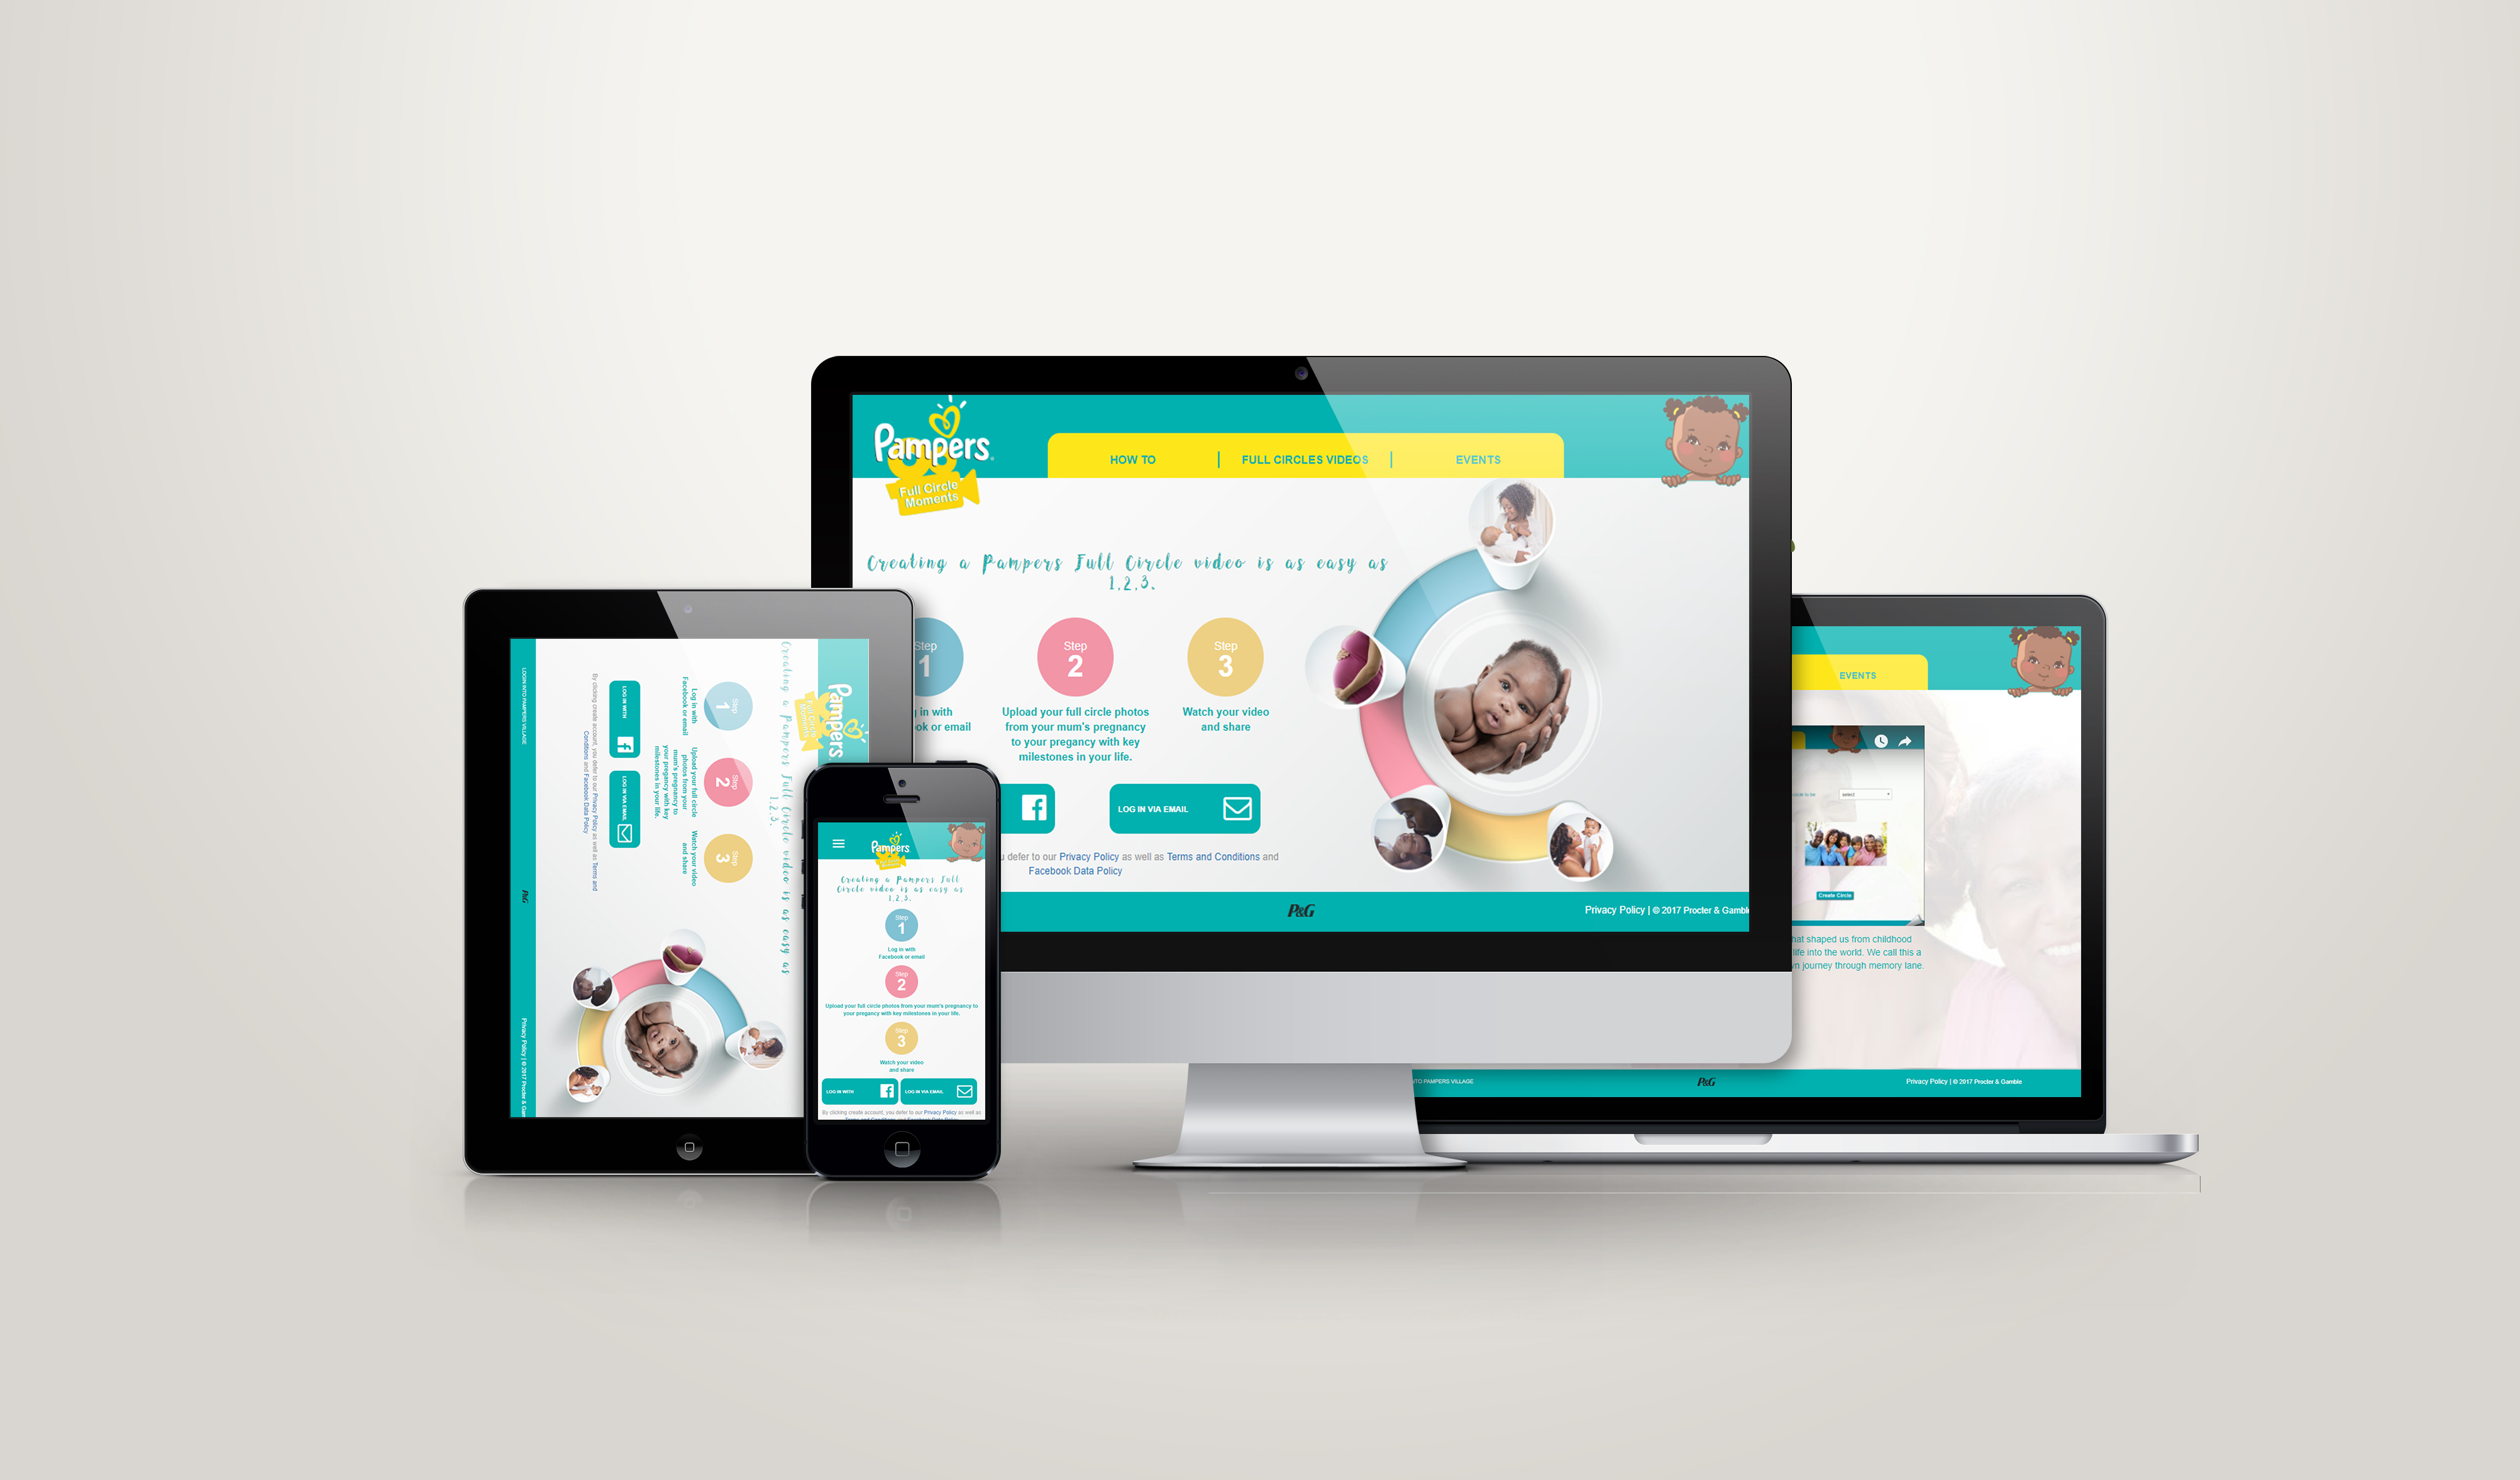 Pampers
Full Circle
Moments
HOW TO
FULL CIRCLES VIDEOS
EVENTS
Creating a Pampers Full Circle video is as easy as
1,2,3.
Step
1
Step
2
Step
3
g in with
ok or email
Upload your full circle photos
from your mum's pregnancy
to your pregancy with key
milestones in your life.
Watch your video
and share
LOG IN VIA EMAIL
u defer to our Privacy Policy as well as Terms and Conditions and
Facebook Data Policy
P&G
Privacy Policy | © 2017 Procter & Gamble
Pampers
Full Circle
Moments
Creating a Pampers Full Circle video is as easy as
1,2,3.
Step
1
Step
2
Step
3
Log in with
Facebook or email
Upload your full circle
photos from your
mum's pregnancy to
your pregancy with key
milestones in your life.
Watch your video
and share
LOG IN WITH
LOG IN VIA EMAIL
By clicking create account, you defer to our Privacy Policy as well as Terms and
Conditions and Facebook Data Policy
LOGIN INTO PAMPERS VILLAGE
P&G
Privacy Policy | © 2017 Procter & Gam
Pampers
Creating a Pampers Full
Circle video is as easy as
1,2,3.
Step
1
Log in with
Facebook or email
Step
2
Upload your full circle photos from your mum's pregnancy to
your pregancy with key milestones in your life.
Step
3
Watch your video
and share
LOG IN WITH
LOG IN VIA EMAIL
By clicking create account, you defer to our Privacy Policy as well as
Terms and Conditions and Facebook Data Policy
EVENTS
select
Create Circle
hat shaped us from childhood
life into the world. We call this a
n journey through memory lane.
TO PAMPERS VILLAGE
P&G
Privacy Policy | © 2017 Procter & Gamble